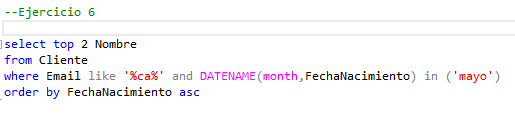 --Ejercicio 6
select top 2 Nombre
from Cliente
where Email like '%ca%' and DATENAME(month,FechaNacimiento) in ('mayo')
order by FechaNacimiento asc